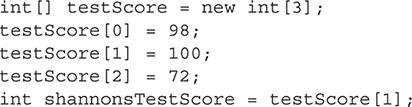 int[] testScore = new int[3];
testScore[0] = 98;
testScore[1] = 100;
testScore[2] = 72;
int shannonsTestScore = testScore[1];